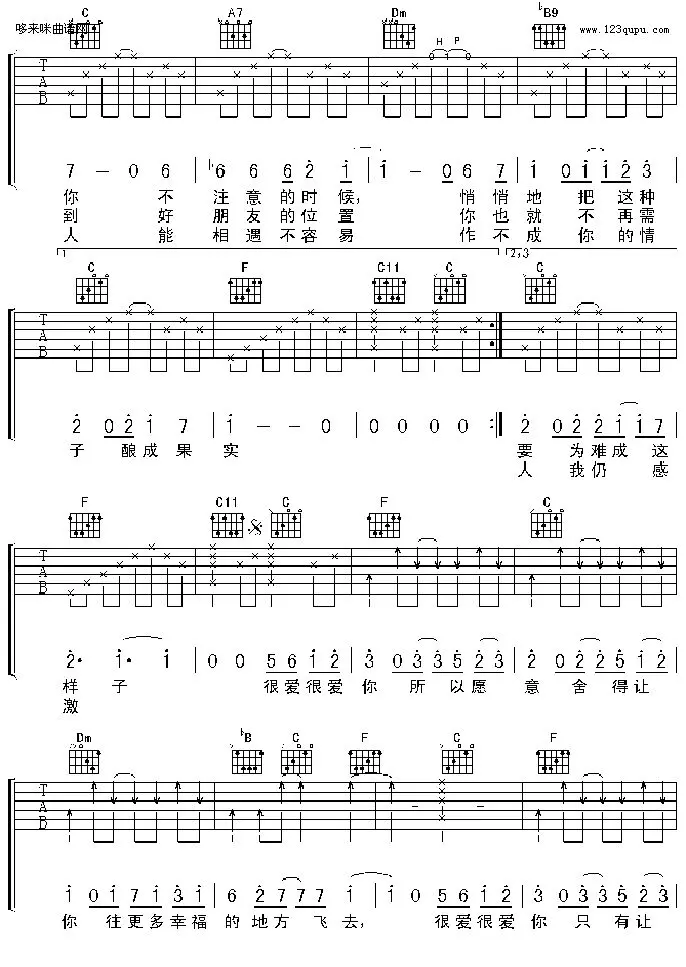 哆来咪曲谱网 C A7 Dm ♭B9 www.123qupu.com
H P
T A B 0 1 0
7 - 0 6 ♭6 6 6 2 1 1 - 0 6 7 1 0 1 1 2 3
你 不 注意的时候， 悄悄地 把 这种
到 好 朋友的位置 你也就 不 再需
人 能 相遇不容易 作不成 你 的情
1 2,3
C F C11 C C
T A B
2 0 2 1 7 1 - - 0 0 0 0 0 2 0 2 2 1 1 7
子 酿成果 实 要 为难成 这
人 我仍 感
F C11 C F C
T A B
2· 1· 1 0 0 5 6 1 2 3 0 3 3 5 2 3 2 0 2 2 5 1 2
样 子 很爱很爱 你 所以愿 意 舍得让
激
Dm ♭B C F C F
T A B
1 0 1 7 1 3 1 6 2 7 7 7 1 1 0 5 6 1 2 3 0 3 3 5 2 3
你 往更多幸福 的 地方 飞去， 很爱很爱 你 只有让